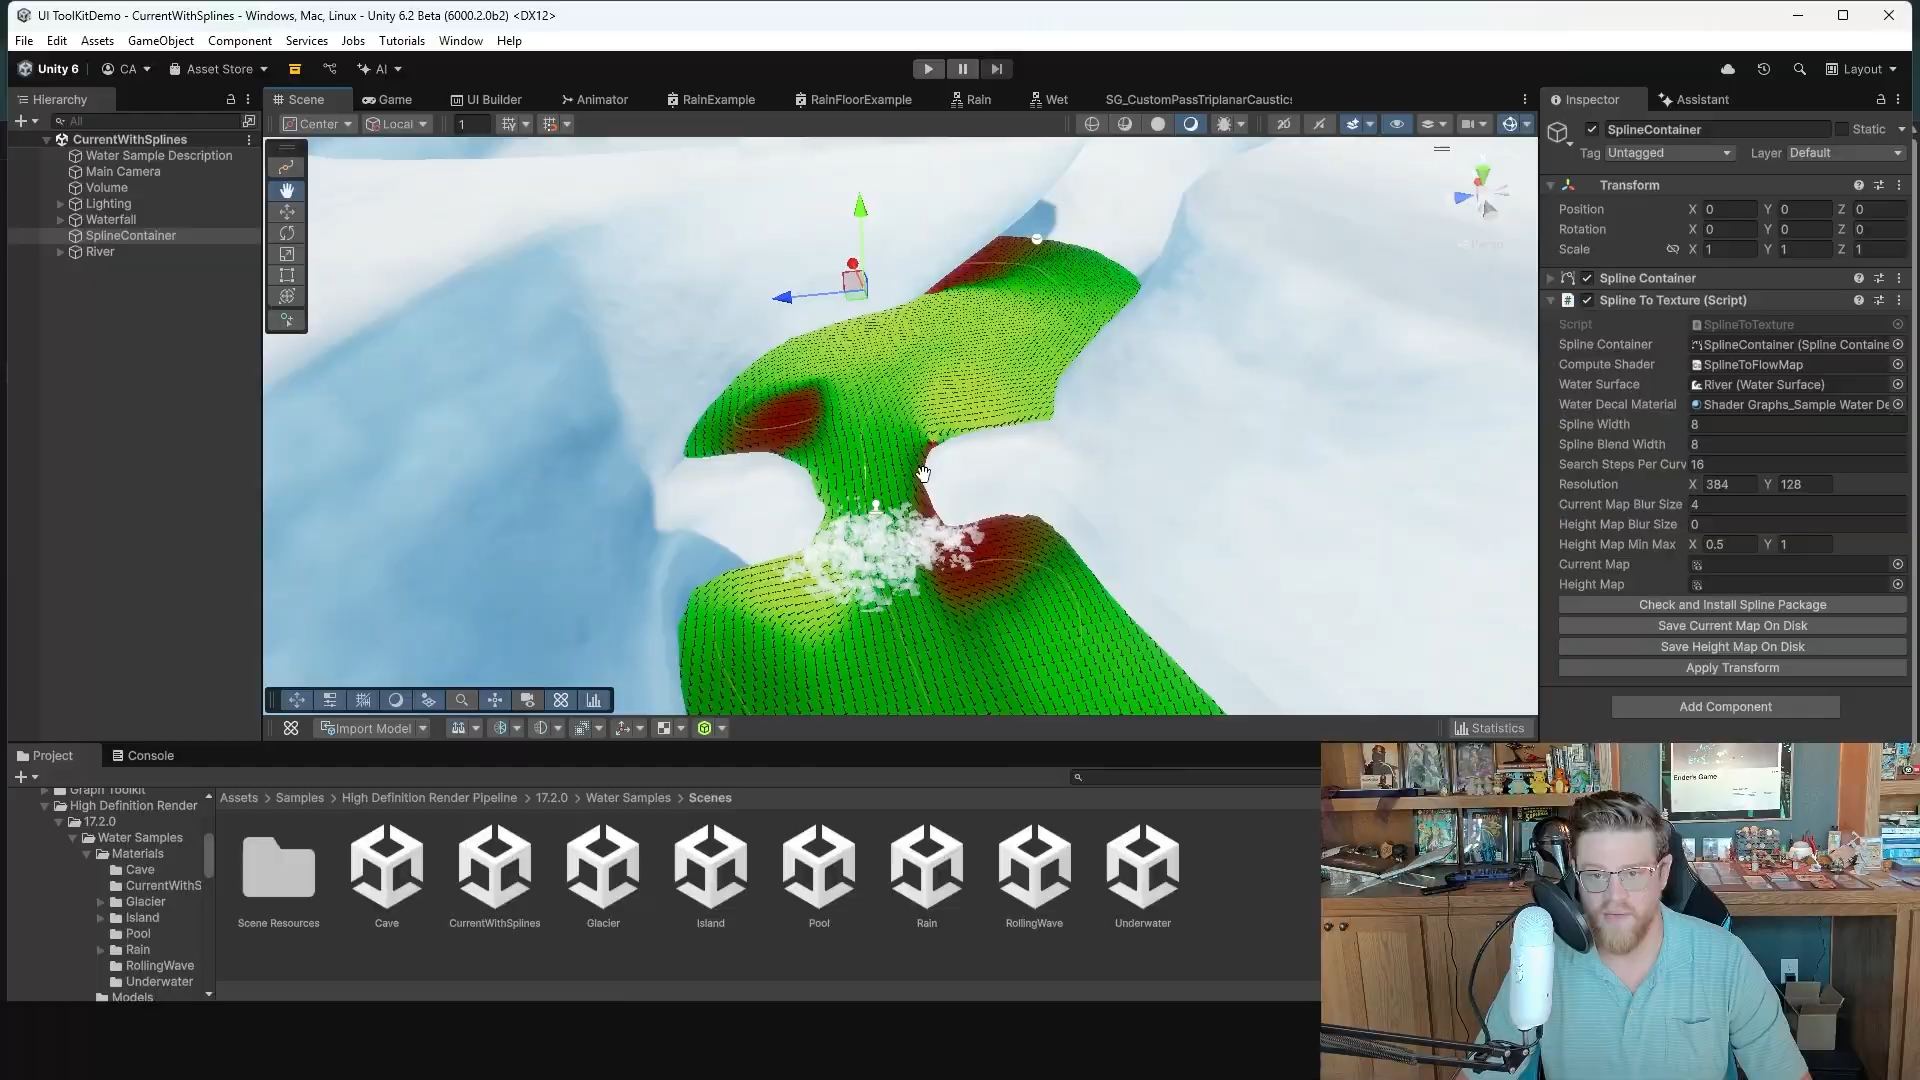 UI ToolKitDemo - CurrentWithSplines - Windows, Mac, Linux - Unity 6.2 Beta (6000.2.0b2) <DX12>
File Edit Assets GameObject Component Services Jobs Tutorials Window Help
Unity 6 CA Asset Store AI Layout
Hierarchy
All
CurrentWithSplines
Water Sample Description
Main Camera
Volume
Lighting
Waterfall
SplineContainer
River
Scene Game UI Builder Animator RainExample RainFloorExample Rain Wet SG_CustomPassTriplanarCaustics
Center Local 1 2D
Import Model Statistics
Inspector Assistant
SplineContainer Static
Tag Untagged Layer Default
Transform
Position X 0 Y 0 Z 0
Rotation X 0 Y 0 Z 0
Scale X 1 Y 1 Z 1
Spline Container
Spline To Texture (Script)
Script SplineToTexture
Spline Container SplineContainer (Spline Containe
Compute Shader SplineToFlowMap
Water Surface River (Water Surface)
Water Decal Material Shader Graphs_Sample Water De
Spline Width 8
Spline Blend Width 8
Search Steps Per Curv 16
Resolution X 384 Y 128
Current Map Blur Size 4
Height Map Blur Size 0
Height Map Min Max X 0.5 Y 1
Current Map
Height Map
Check and Install Spline Package
Save Current Map On Disk
Save Height Map On Disk
Apply Transform
Add Component
Project Console
Graph Toolkit
High Definition Render
17.2.0
Water Samples
Materials
Cave
CurrentWithS
Glacier
Island
Pool
Rain
RollingWave
Underwater
Models
Assets > Samples > High Definition Render Pipeline > 17.2.0 > Water Samples > Scenes
Scene Resources Cave CurrentWithSplines Glacier Island Pool Rain RollingWave Underwater
Ender's Game